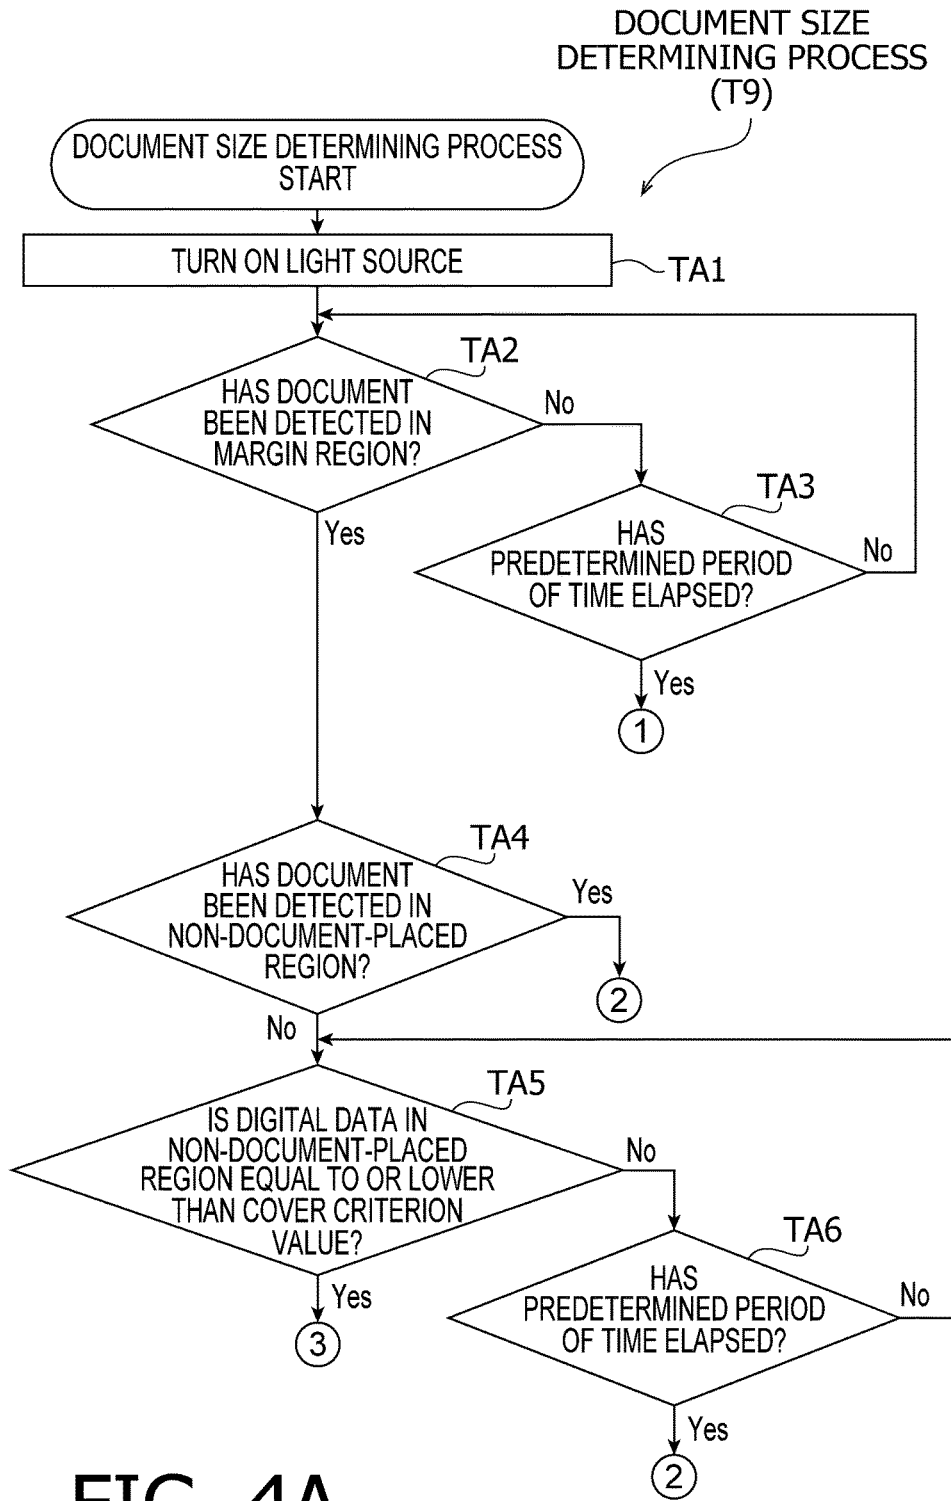 DOCUMENT SIZE
DETERMINING PROCESS
(T9)
DOCUMENT SIZE DETERMINING PROCESS
START
TURN ON LIGHT SOURCE
TA1
TA2
HAS DOCUMENT
BEEN DETECTED IN
MARGIN REGION?
No
Yes
TA3
HAS
PREDETERMINED PERIOD
OF TIME ELAPSED?
No
Yes
1
TA4
HAS DOCUMENT
BEEN DETECTED IN
NON-DOCUMENT-PLACED
REGION?
Yes
2
No
TA5
IS DIGITAL DATA IN
NON-DOCUMENT-PLACED
REGION EQUAL TO OR LOWER
THAN COVER CRITERION
VALUE?
No
Yes
3
TA6
HAS
PREDETERMINED PERIOD
OF TIME ELAPSED?
No
Yes
2
FIG. 4A